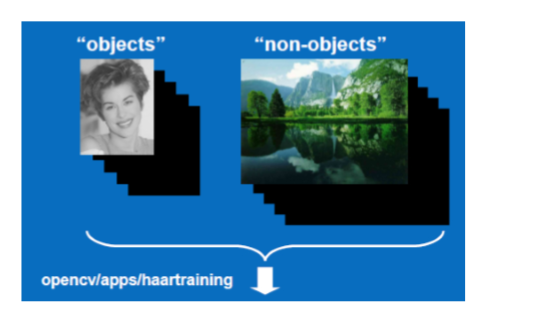 “objects” “non-objects”
opencv/apps/haartraining